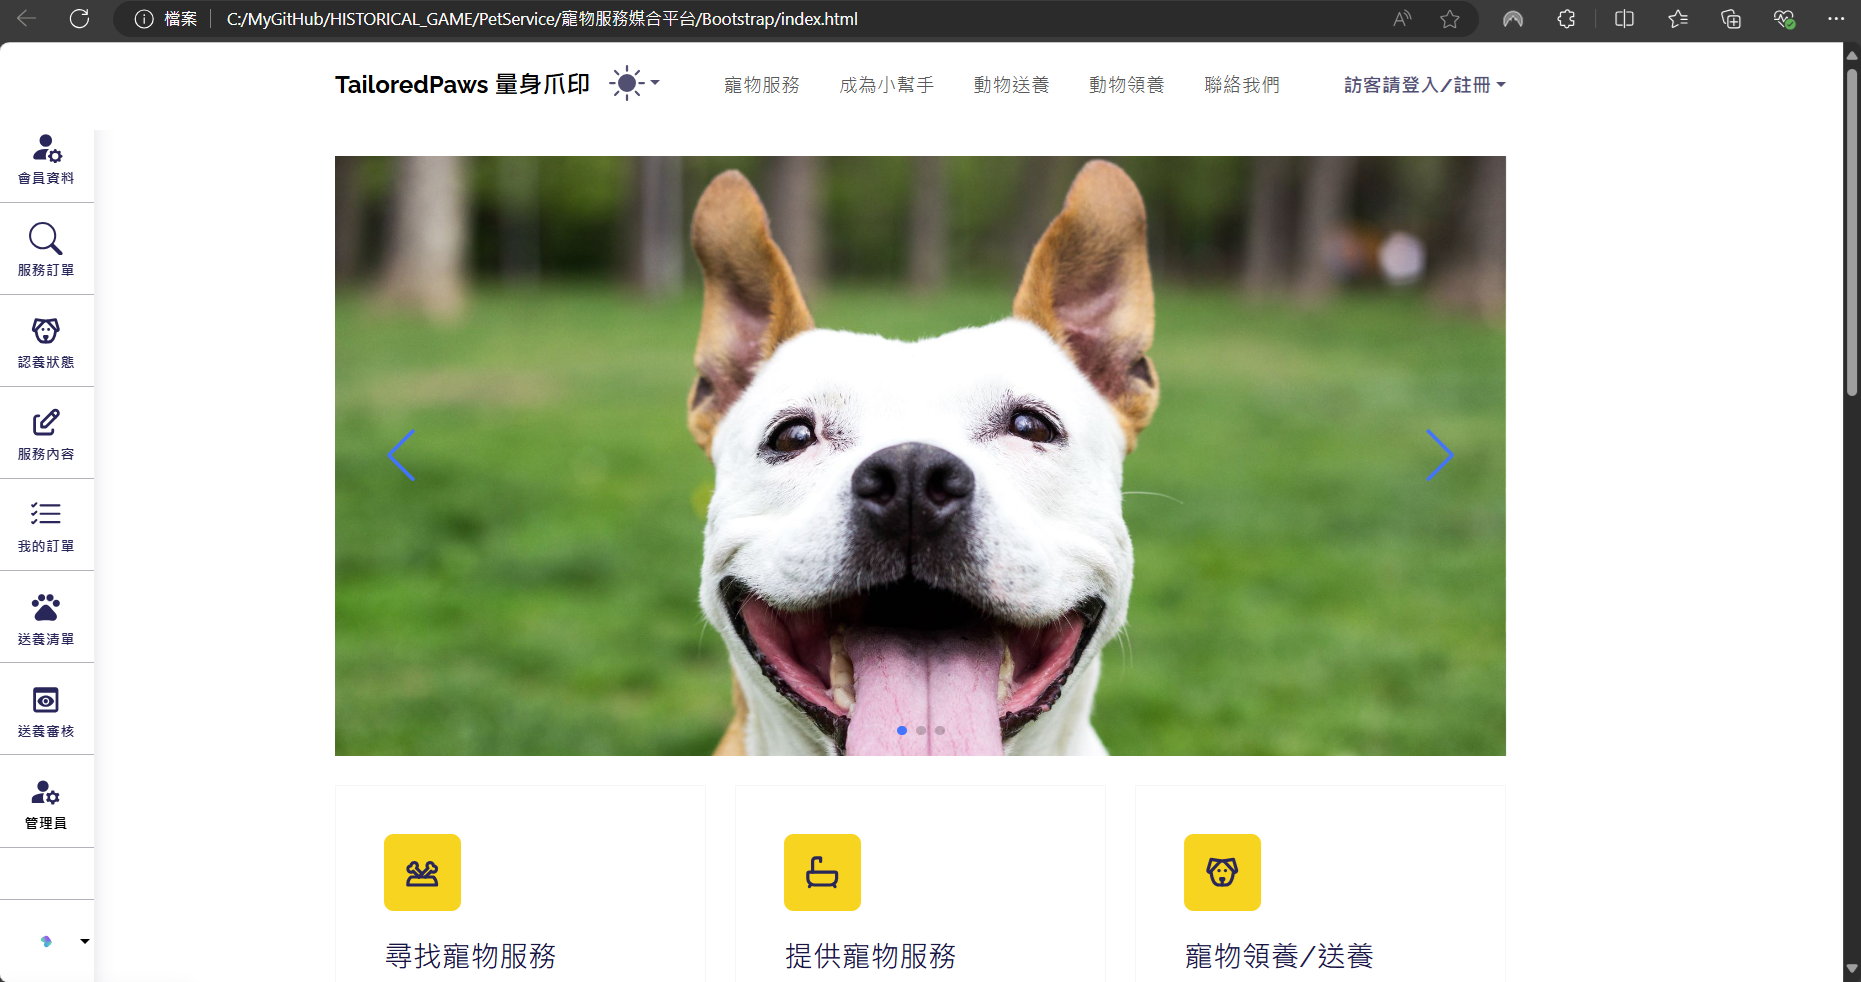 檔案 C:/MyGitHub/HISTORICAL_GAME/PetService/寵物服務媒合平台/Bootstrap/index.html
TailoredPaws 量身爪印 寵物服務 成為小幫手 動物送養 動物領養 聯絡我們 訪客請登入/註冊
會員資料
服務訂單
認養狀態
服務內容
我的訂單
送養清單
送養審核
管理員
尋找寵物服務
提供寵物服務
寵物領養/送養